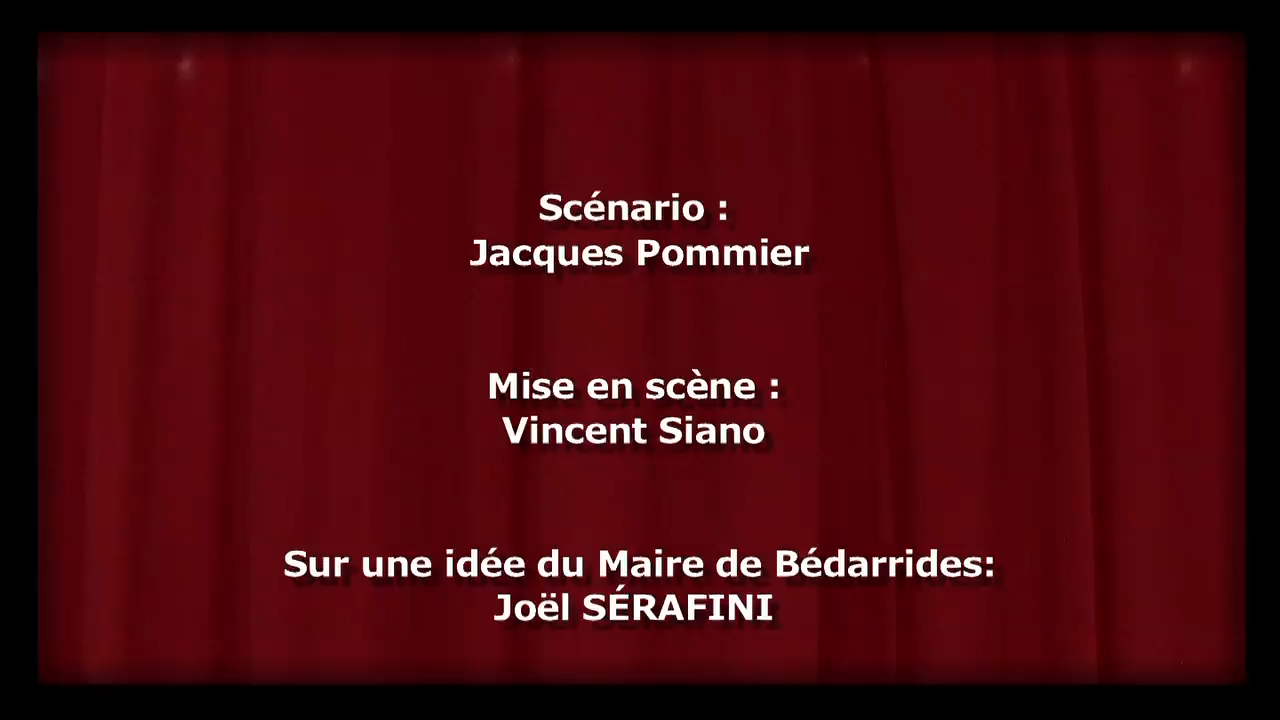 Scénario :
Jacques Pommier
Mise en scène :
Vincent Siano
Sur une idée du Maire de Bédarrides:
Joël SÉRAFINI